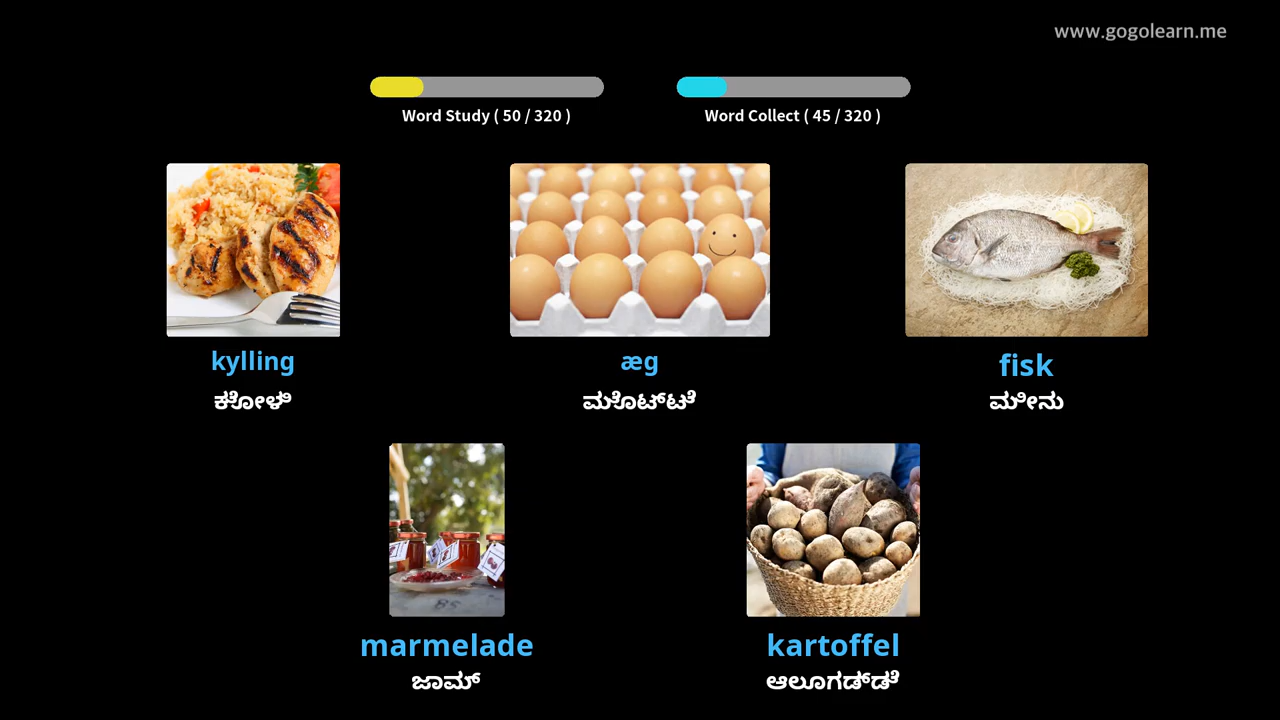 www.gogolearn.me
Word Study ( 50 / 320 )
Word Collect ( 45 / 320 )
kylling
æg
fisk
ಕೋಳಿ
ಮೊಟ್ಟೆ
ಮೀನು
marmelade
kartoffel
ಜಾಮ್
ಆಲೂಗಡ್ಡೆ